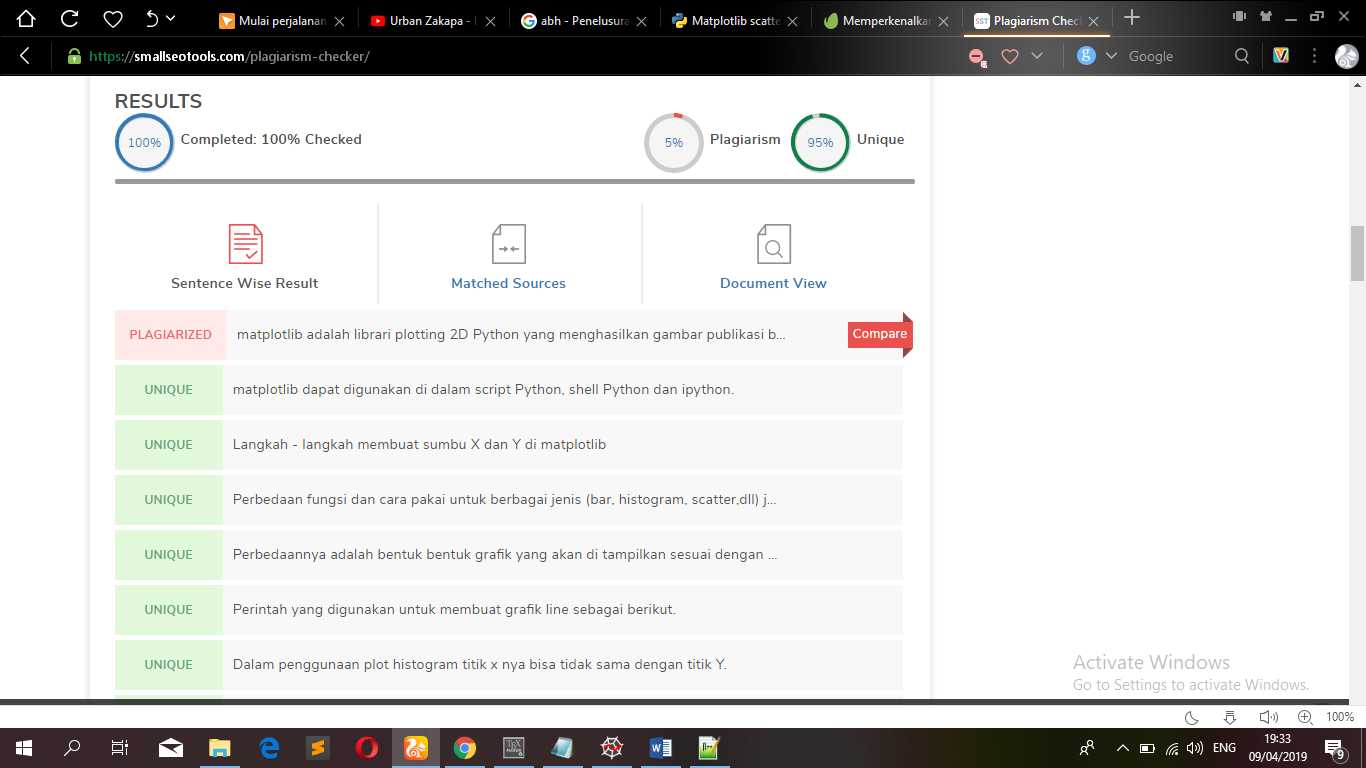 Mulai perjalanan
Urban Zakapa -
abh - Penelusura
Matplotlib scatte
Memperkenalkan
SST
Plagiarism Chec
https://smallseotools.com/plagiarism-checker/
g
Google
RESULTS
100%
Completed: 100% Checked
5%
Plagiarism
95%
Unique
Sentence Wise Result
Matched Sources
Document View
PLAGIARIZED
matplotlib adalah librari plotting 2D Python yang menghasilkan gambar publikasi b...
Compare
UNIQUE
matplotlib dapat digunakan di dalam script Python, shell Python dan ipython.
UNIQUE
Langkah - langkah membuat sumbu X dan Y di matplotlib
UNIQUE
Perbedaan fungsi dan cara pakai untuk berbagai jenis (bar, histogram, scatter,dll) j...
UNIQUE
Perbedaannya adalah bentuk bentuk grafik yang akan di tampilkan sesuai dengan ...
UNIQUE
Perintah yang digunakan untuk membuat grafik line sebagai berikut.
UNIQUE
Dalam penggunaan plot histogram titik x nya bisa tidak sama dengan titik Y.
Activate Windows
Go to Settings to activate Windows.
100%
ENG
19:33
09/04/2019
9